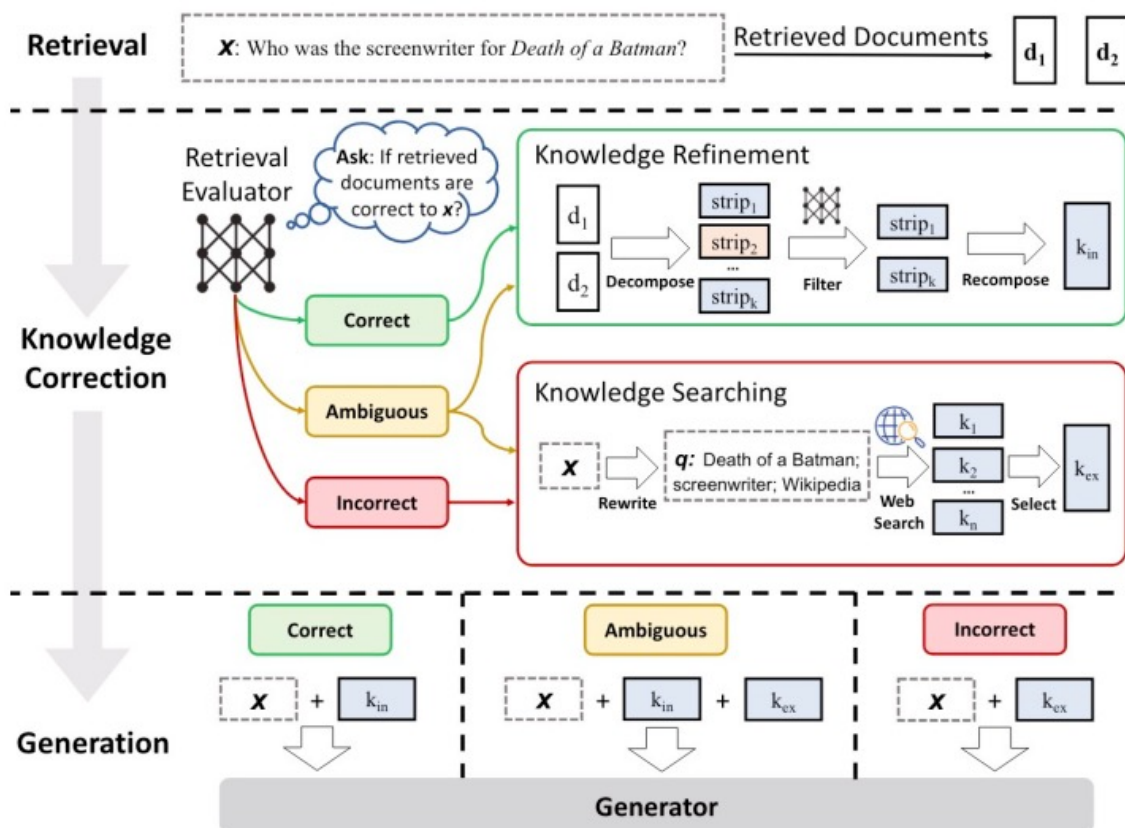 Retrieval
x: Who was the screenwriter for Death of a Batman?
Retrieved Documents
d1
d2
Knowledge
Correction
Retrieval
Evaluator
Ask: If retrieved
documents are
correct to x?
Correct
Ambiguous
Incorrect
Knowledge Refinement
d1
d2
Decompose
strip1
strip2
...
stripk
Filter
strip1
stripk
Recompose
kin
Knowledge Searching
x
Rewrite
q: Death of a Batman;
screenwriter; Wikipedia
Web
Search
k1
k2
...
kn
Select
kex
Generation
Correct
x + kin
Ambiguous
x + kin + kex
Incorrect
x + kex
Generator